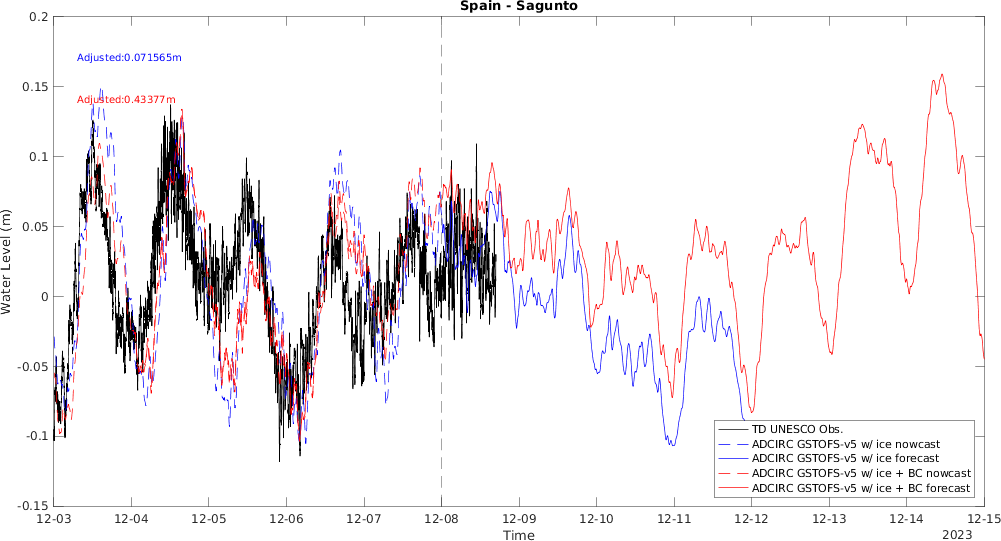 Spain - Sagunto
0.2
0.15
0.1
0.05
0
-0.05
-0.1
-0.15
Water Level (m)
Adjusted:0.071565m
Adjusted:0.43377m
TD UNESCO Obs.
ADCIRC GSTOFS-v5 w/ ice nowcast
ADCIRC GSTOFS-v5 w/ ice forecast
ADCIRC GSTOFS-v5 w/ ice + BC nowcast
ADCIRC GSTOFS-v5 w/ ice + BC forecast
12-03 12-04 12-05 12-06 12-07 12-08 12-09 12-10 12-11 12-12 12-13 12-14 12-15
Time
2023